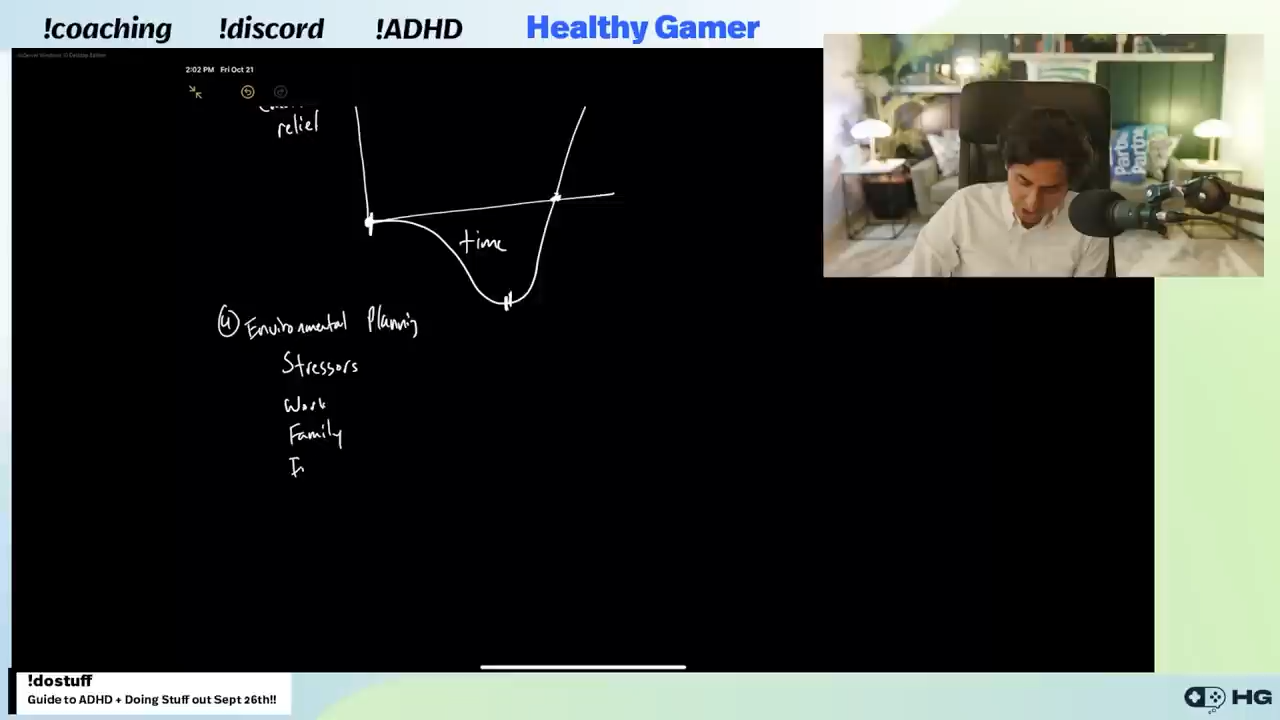 !coaching !discord !ADHD Healthy Gamer
2:02 PM Fri Oct 21
relief
time
④ Environmental Planning
Stressors
Work
Family
!dostuff
Guide to ADHD + Doing Stuff out Sept 26th!!
HG